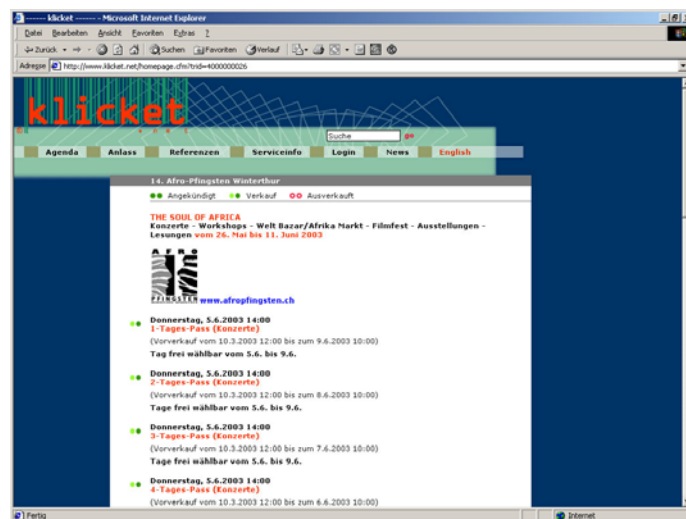 ------ klicket ------ - Microsoft Internet Explorer
Datei Bearbeiten Ansicht Favoriten Extras ?
Zurück Suchen Favoriten Verlauf
Adresse http://www.klicket.net/homepage.cfm?trid=4000000026
klicket
Suche go
Agenda Anlass Referenzen Serviceinfo Login News English
14. Afro-Pfingsten Winterthur
Angekündigt Verkauf Ausverkauft
THE SOUL OF AFRICA
Konzerte - Workshops - Welt Bazar/Afrika Markt - Filmfest - Ausstellungen -
Lesungen vom 26. Mai bis 11. Juni 2003
AFRO
PFINGSTEN www.afropfingsten.ch
Donnerstag, 5.6.2003 14:00
1-Tages-Pass (Konzerte)
(Vorverkauf vom 10.3.2003 12:00 bis zum 9.6.2003 10:00)
Tag frei wählbar vom 5.6. bis 9.6.
Donnerstag, 5.6.2003 14:00
2-Tages-Pass (Konzerte)
(Vorverkauf vom 10.3.2003 12:00 bis zum 8.6.2003 10:00)
Tage frei wählbar vom 5.6. bis 9.6.
Donnerstag, 5.6.2003 14:00
3-Tages-Pass (Konzerte)
(Vorverkauf vom 10.3.2003 12:00 bis zum 7.6.2003 10:00)
Tage frei wählbar vom 5.6. bis 9.6.
Donnerstag, 5.6.2003 14:00
4-Tages-Pass (Konzerte)
(Vorverkauf vom 10.3.2003 12:00 bis zum 6.6.2003 10:00)
Fertig Internet